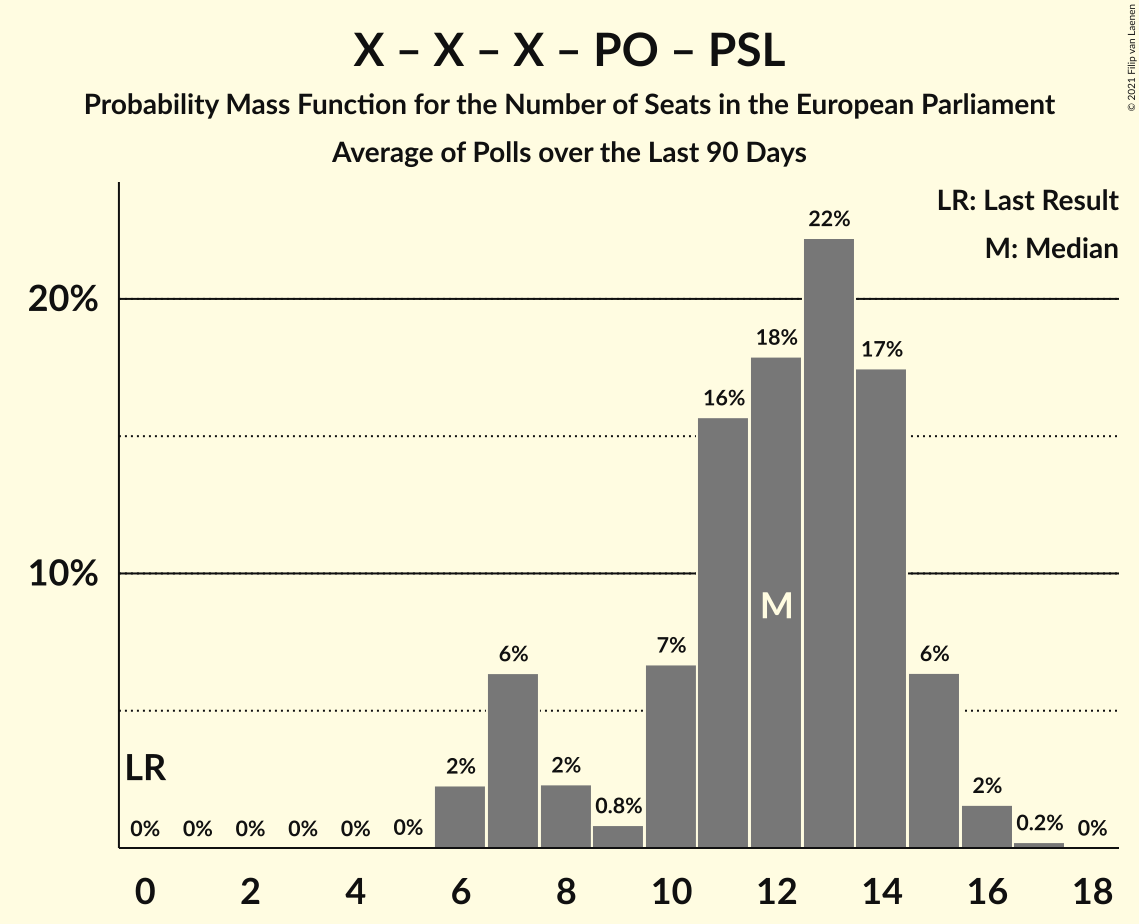 X – X – X – PO – PSL
Probability Mass Function for the Number of Seats in the European Parliament
Average of Polls over the Last 90 Days
© 2021 Filip van Laenen
LR: Last Result
M: Median
20%
10%
22%
18%
17%
16%
M
7%
6%
6%
LR
2%
2%
2%
0.8%
0.2%
0%
0%
0%
0%
0%
0%
0%
0 2 4 6 8 10 12 14 16 18